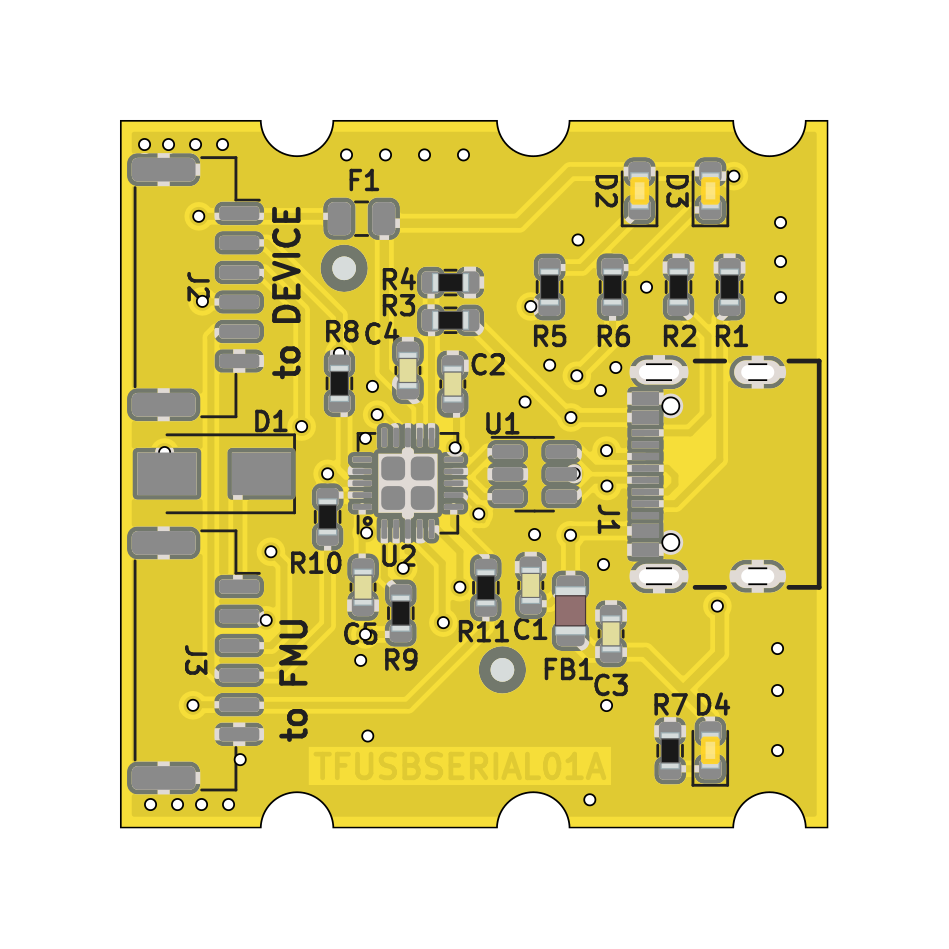 F1
D2
D3
to DEVICE
J2
R4
R3
R8
C4
R5
R6
R2
R1
C2
D1
U1
J1
U2
R10
C5
R9
R11
C1
FB1
C3
J3
to FMU
R7
D4
TFUSBSERIAL01A